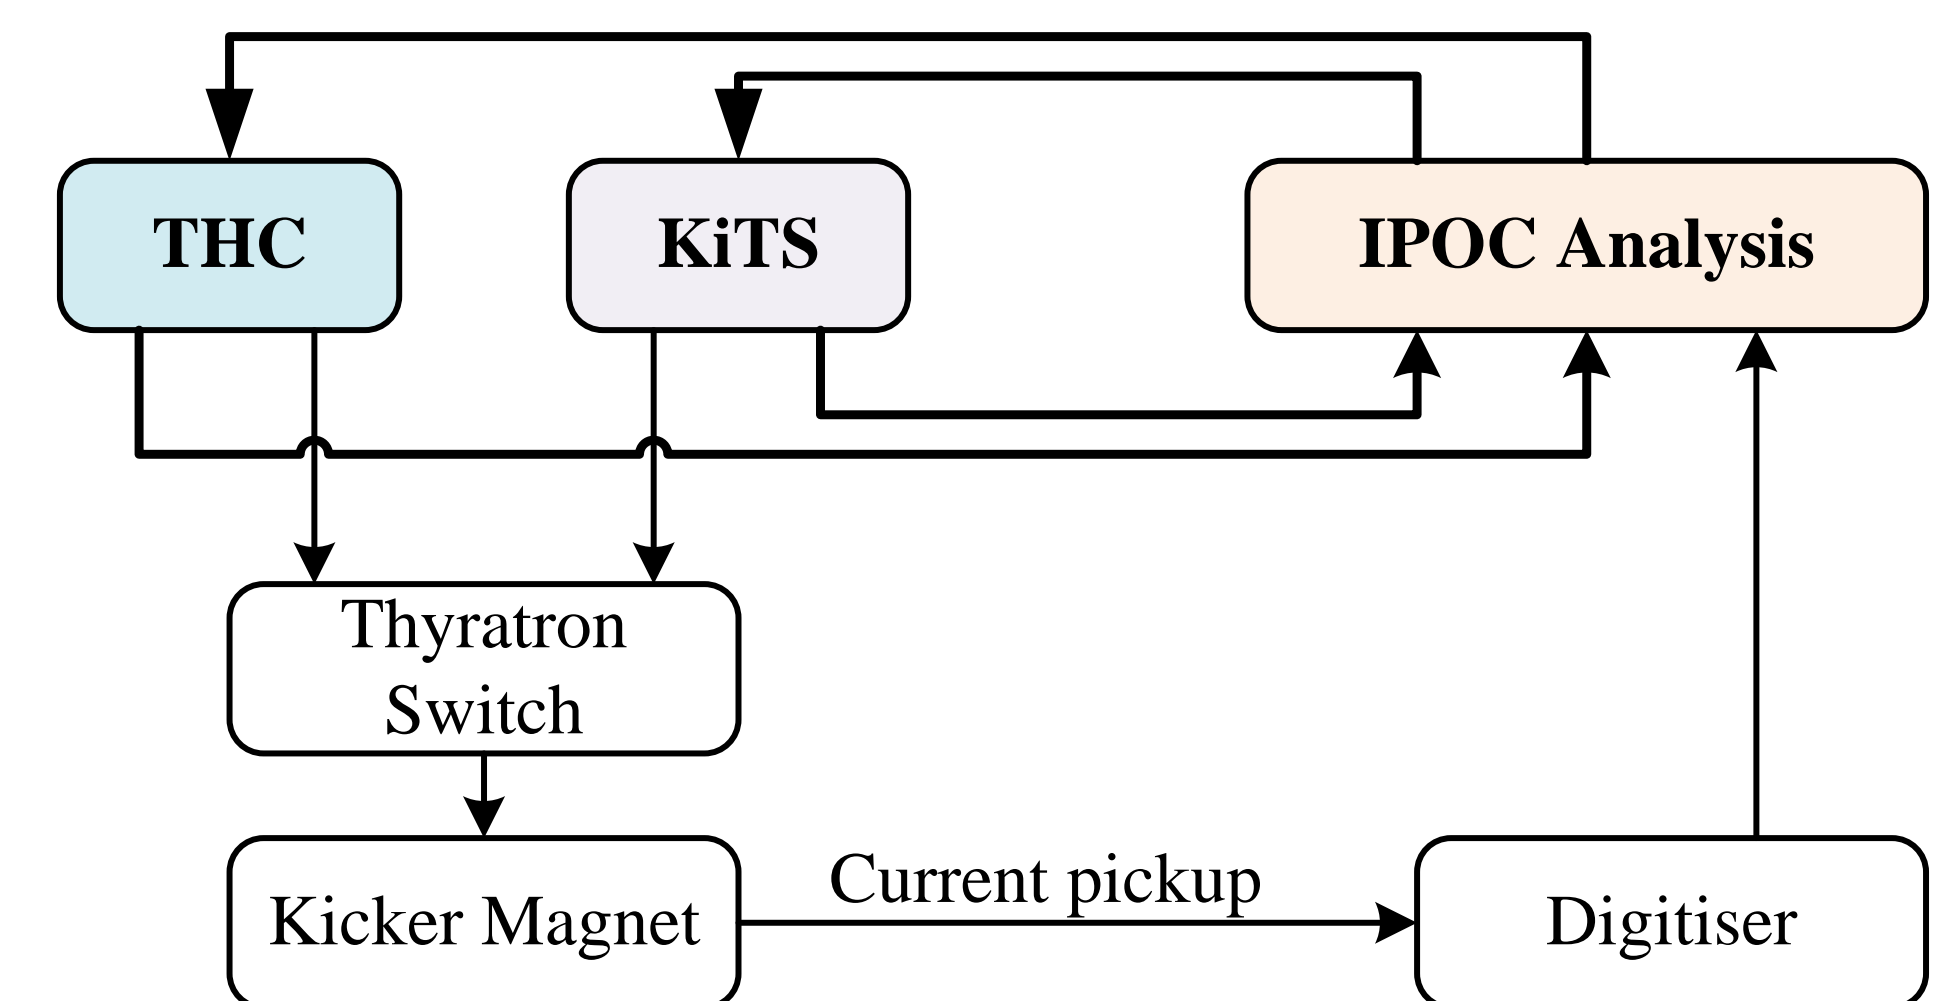 THC
KiTS
IPOC Analysis
Thyratron
Switch
Kicker Magnet
Current pickup
Digitiser